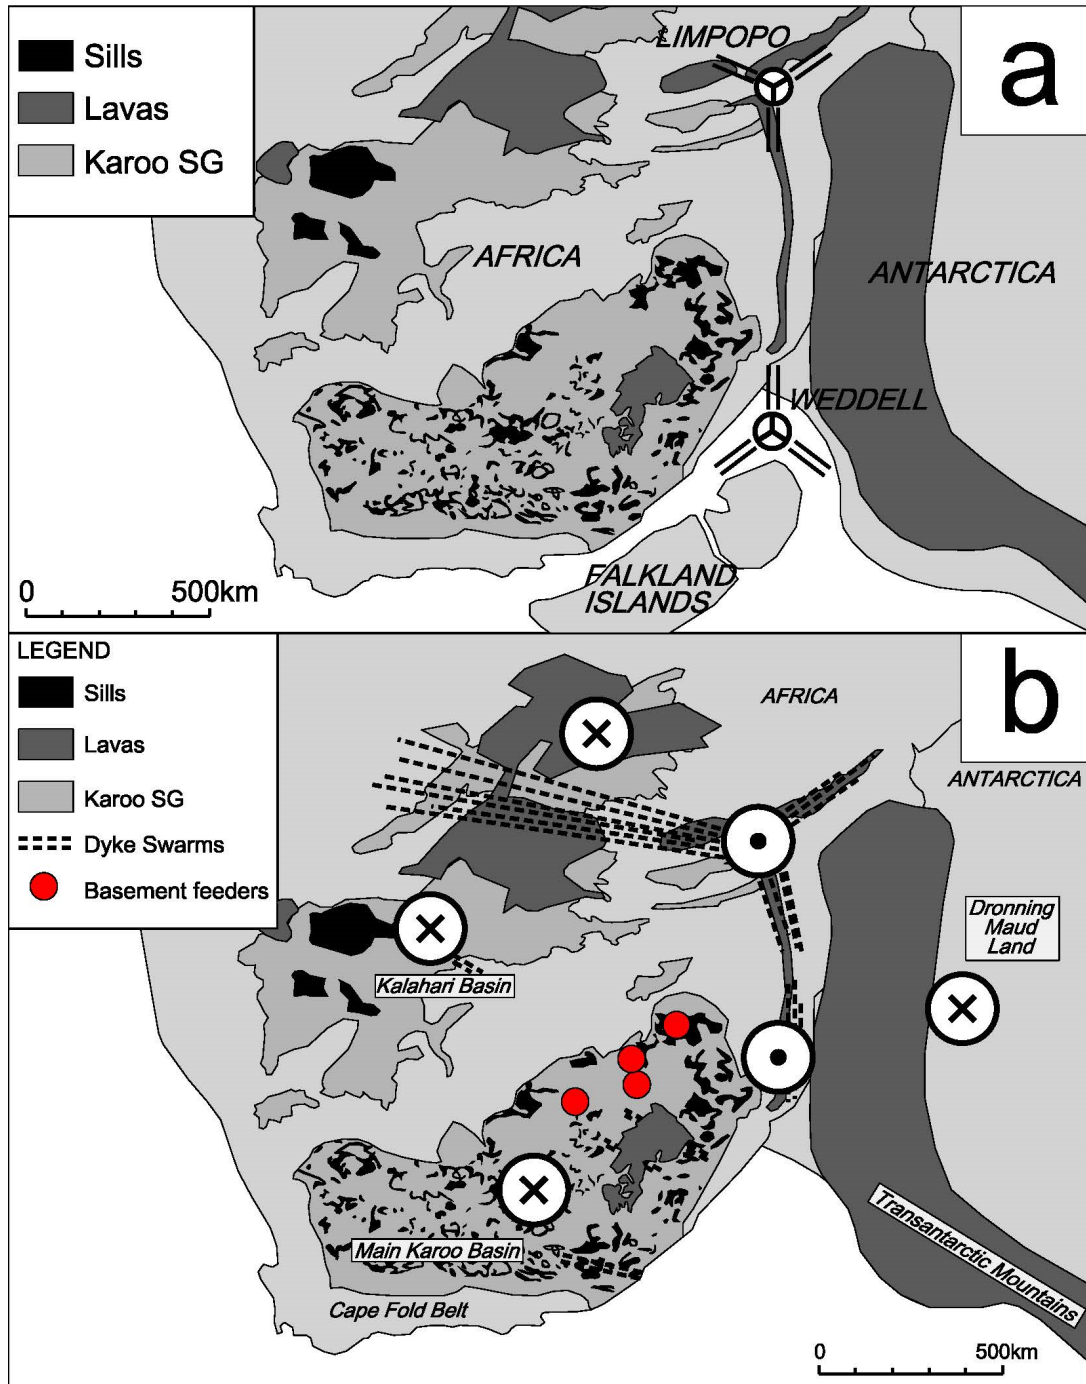 a
Sills
Lavas
Karoo SG
LIMPOPO
AFRICA
ANTARCTICA
WEDDELL
FALKLAND
ISLANDS
0 500km
b
LEGEND
Sills
Lavas
Karoo SG
Dyke Swarms
Basement feeders
AFRICA
ANTARCTICA
Dronning
Maud
Land
Kalahari Basin
Main Karoo Basin
Cape Fold Belt
Transantarctic Mountains
0 500km